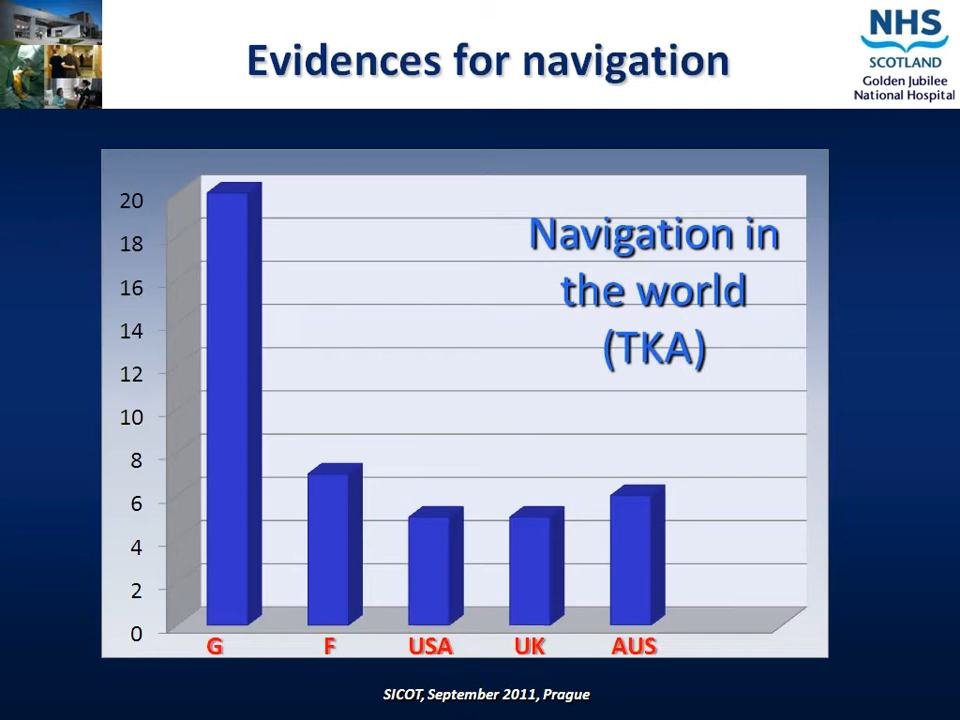 Evidences for navigation
NHS
SCOTLAND
Golden Jubilee
National Hospital
Navigation in
the world
(TKA)
20
18
16
14
12
10
8
6
4
2
0
G F USA UK AUS
SICOT, September 2011, Prague